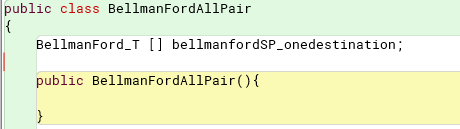 public class BellmanFordAllPair
{
BellmanFord_T [] bellmanfordSP_onedestination;
public BellmanFordAllPair(){
}